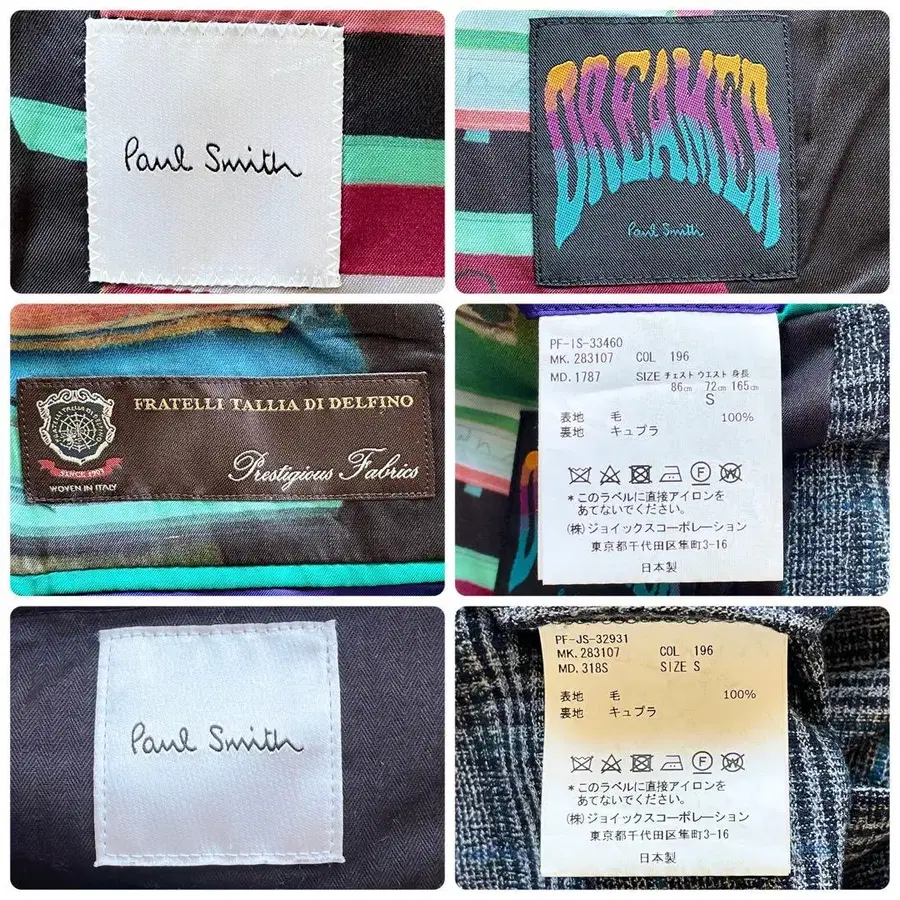 Paul Smith
DREAMER
Paul Smith
FRATELLI TALLIA DI DELFINO
FRATELLI TALLIA DI DELFINO
SINCE 1903
WOVEN IN ITALY
Prestigious Fabrics
PF-IS-33460
MK. 283107 COL 196
MD. 1787 SIZE チェスト ウエスト 身長
86cm 72cm 165cm
S
表地 毛 100%
裏地 キュプラ
*このラベルに直接アイロンを
あてないでください。
(株)ジョイックスコーポレーション
東京都千代田区隼町3-16
日本製
Paul Smith
PF-JS-32931
MK. 283107 COL 196
MD. 318S SIZE S
表地 毛 100%
裏地 キュプラ
*このラベルに直接アイロンを
あてないでください。
(株)ジョイックスコーポレーション
東京都千代田区隼町3-16
日本製